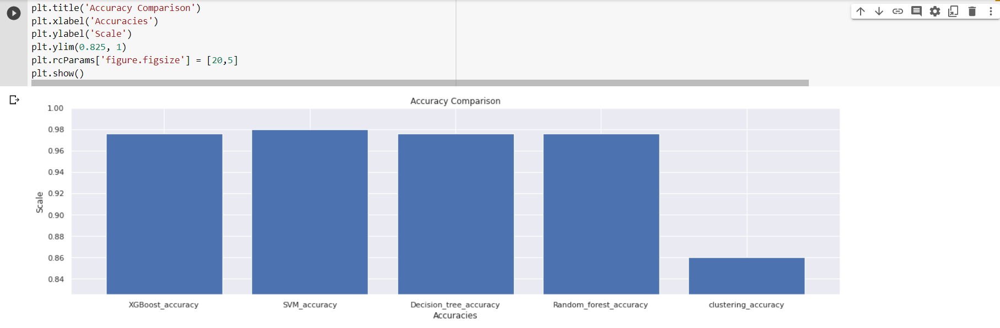 plt.title('Accuracy Comparison')
plt.xlabel('Accuracies')
plt.ylabel('Scale')
plt.ylim(0.825, 1)
plt.rcParams['figure.figsize'] = [20,5]
plt.show()
Accuracy Comparison
1.00
0.98
0.96
0.94
0.92
0.90
0.88
0.86
0.84
Scale
XGBoost_accuracy SVM_accuracy Decision_tree_accuracy Random_forest_accuracy clustering_accuracy
Accuracies